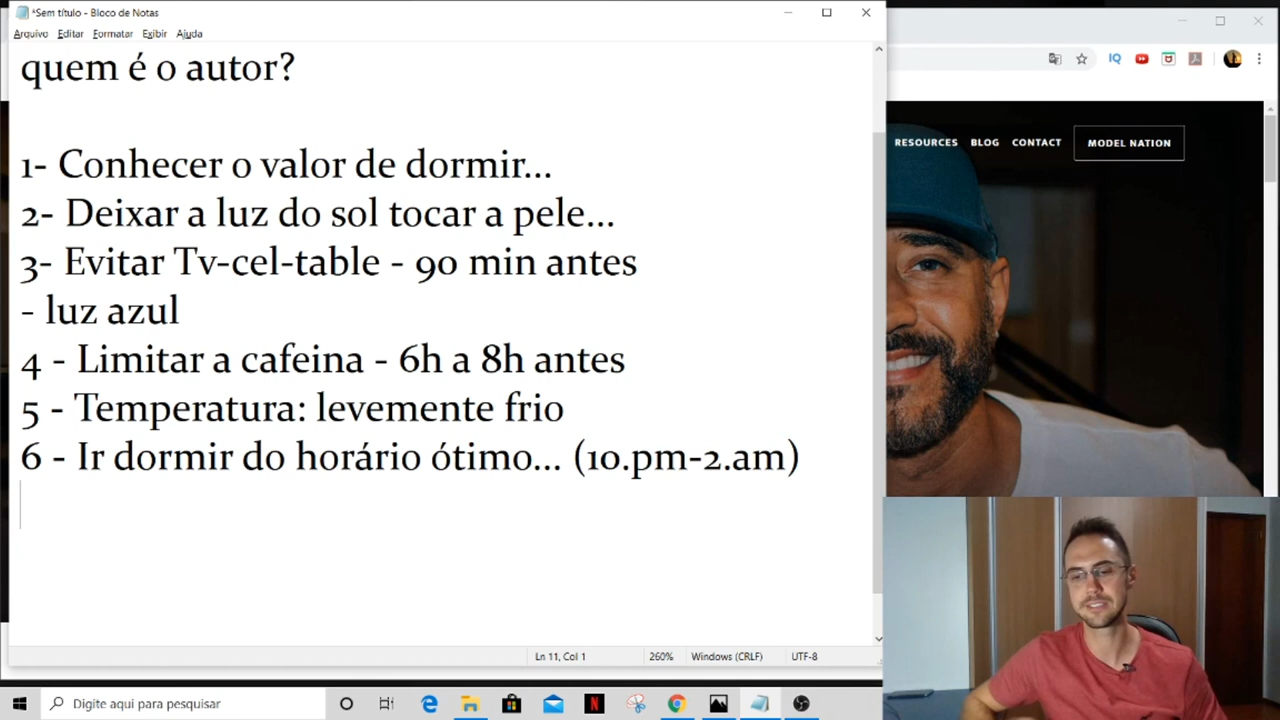 *Sem título - Bloco de Notas
Arquivo Editar Formatar Exibir Ajuda
quem é o autor?
1- Conhecer o valor de dormir...
2- Deixar a luz do sol tocar a pele...
3- Evitar Tv-cel-table - 90 min antes
- luz azul
4 - Limitar a cafeina - 6h a 8h antes
5 - Temperatura: levemente frio
6 - Ir dormir do horário ótimo... (10.pm-2.am)
Ln 11, Col 1 260% Windows (CRLF) UTF-8
IQ
RESOURCES BLOG CONTACT MODEL NATION
Digite aqui para pesquisar